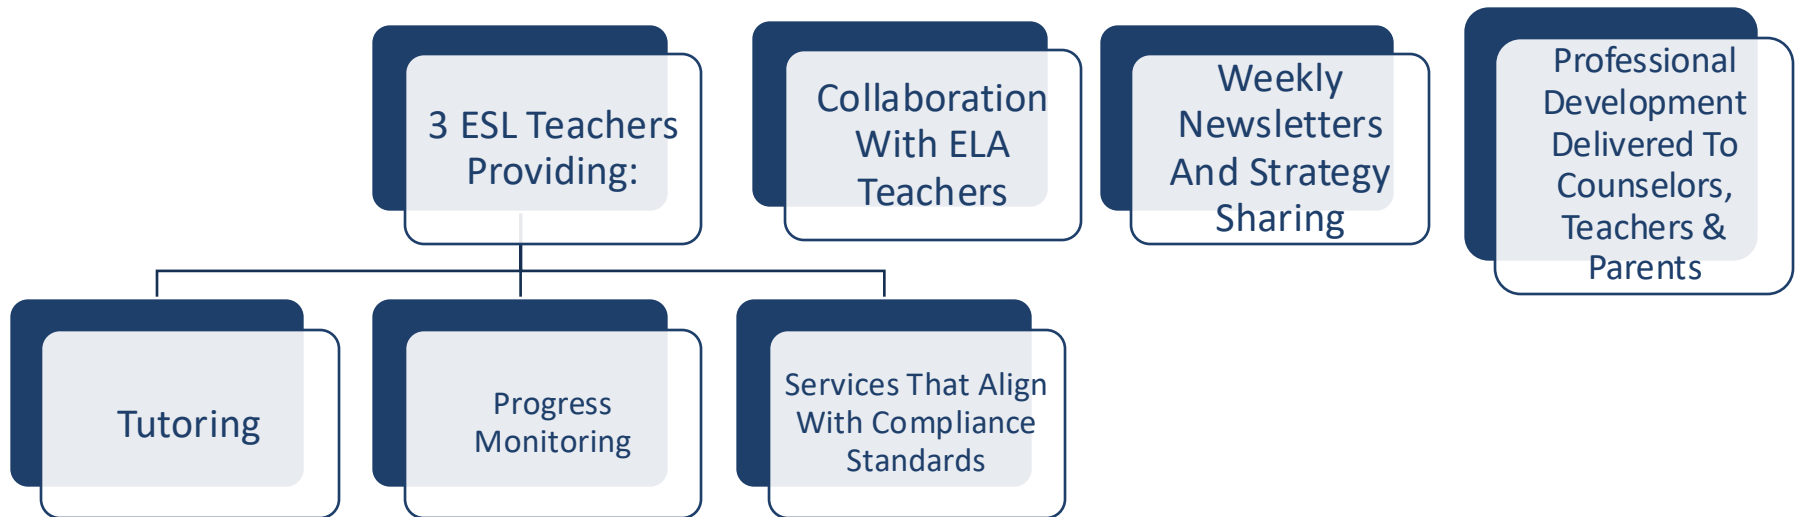 3 ESL Teachers
Providing:
Collaboration
With ELA
Teachers
Weekly
Newsletters
And Strategy
Sharing
Professional
Development
Delivered To
Counselors,
Teachers &
Parents
Tutoring
Progress
Monitoring
Services That Align
With Compliance
Standards